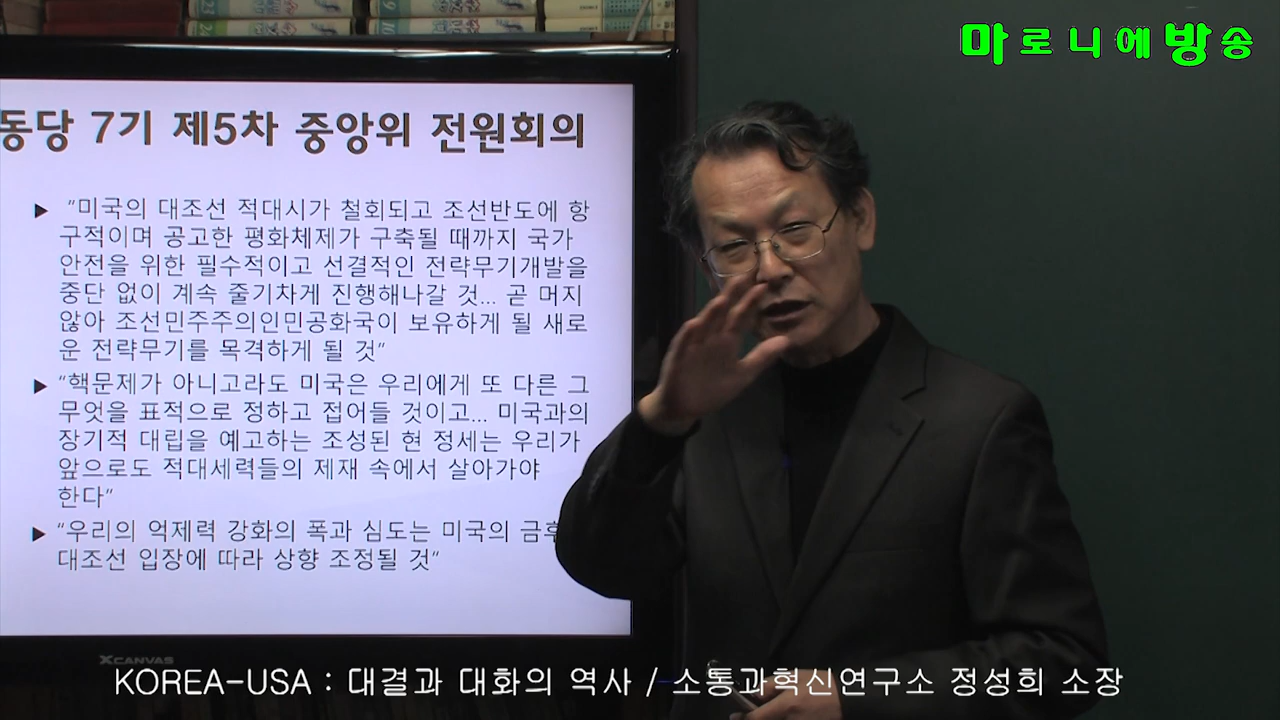 마로니에방송
동당 7기 제5차 중앙위 전원회의
▶ "미국의 대조선 적대시가 철회되고 조선반도에 항
구적이며 공고한 평화체제가 구축될 때까지 국가
안전을 위한 필수적이고 선결적인 전략무기개발을
중단 없이 계속 줄기차게 진행해나갈 것... 곧 머지
않아 조선민주주의인민공화국이 보유하게 될 새로
운 전략무기를 목격하게 될 것"
▶ "핵문제가 아니고라도 미국은 우리에게 또 다른 그
무엇을 표적으로 정하고 접어들 것이고... 미국과의
장기적 대립을 예고하는 조성된 현 정세는 우리가
앞으로도 적대세력들의 제재 속에서 살아가야
한다"
▶ "우리의 억제력 강화의 폭과 심도는 미국의 금후
대조선 입장에 따라 상향 조정될 것"
XCANVAS
KOREA-USA : 대결과 대화의 역사 / 소통과혁신연구소 정성희 소장